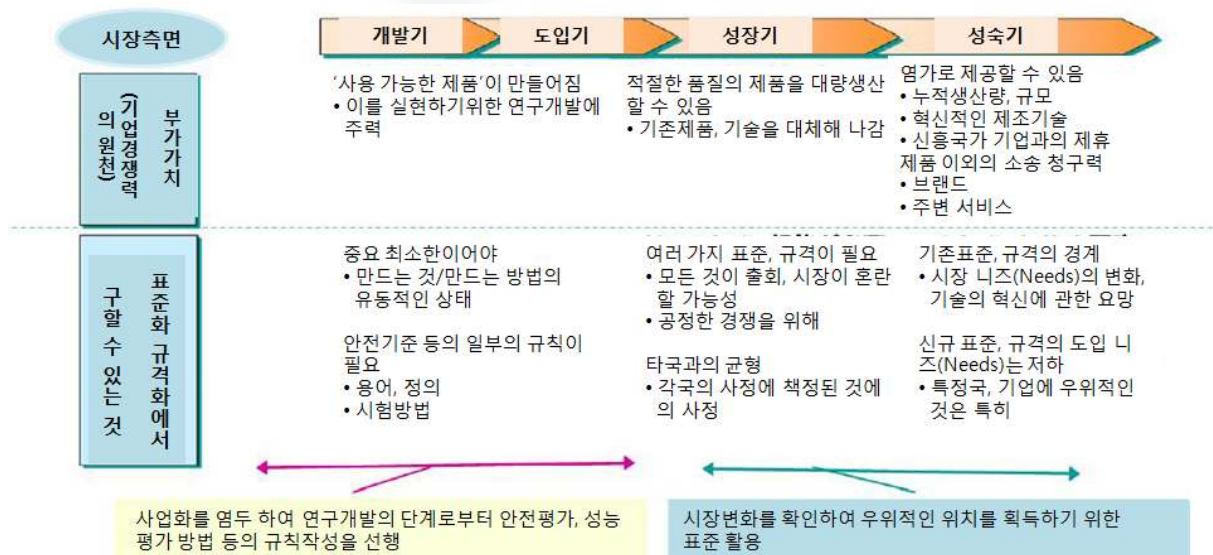 시장측면
개발기
도입기
성장기
성숙기
부가가치
(기업경쟁력
의 원천)
'사용 가능한 제품'이 만들어짐
• 이를 실현하기위한 연구개발에
주력
적절한 품질의 제품을 대량생산
할 수 있음
• 기존제품, 기술을 대체해 나감
염가로 제공할 수 있음
• 누적생산량, 규모
• 혁신적인 제조기술
• 신흥국가 기업과의 제휴
제품 이외의 소송 청구력
• 브랜드
• 주변 서비스
표준화 규격화에서
구할 수 있는 것
중요 최소한이어야
• 만드는 것/만드는 방법의
유동적인 상태
안전기준 등의 일부의 규칙이
필요
• 용어, 정의
• 시험방법
여러 가지 표준, 규격이 필요
• 모든 것이 출회, 시장이 혼란
할 가능성
• 공정한 경쟁을 위해
타국과의 균형
• 각국의 사정에 책정된 것에
의 사정
기존표준, 규격의 경계
• 시장 니즈(Needs)의 변화,
기술의 혁신에 관한 요망
신규 표준, 규격의 도입 니
즈(Needs)는 저하
• 특정국, 기업에 우위적인
것은 특히
사업화를 염두 하여 연구개발의 단계로부터 안전평가, 성능
평가 방법 등의 규칙작성을 선행
시장변화를 확인하여 우위적인 위치를 획득하기 위한
표준 활용